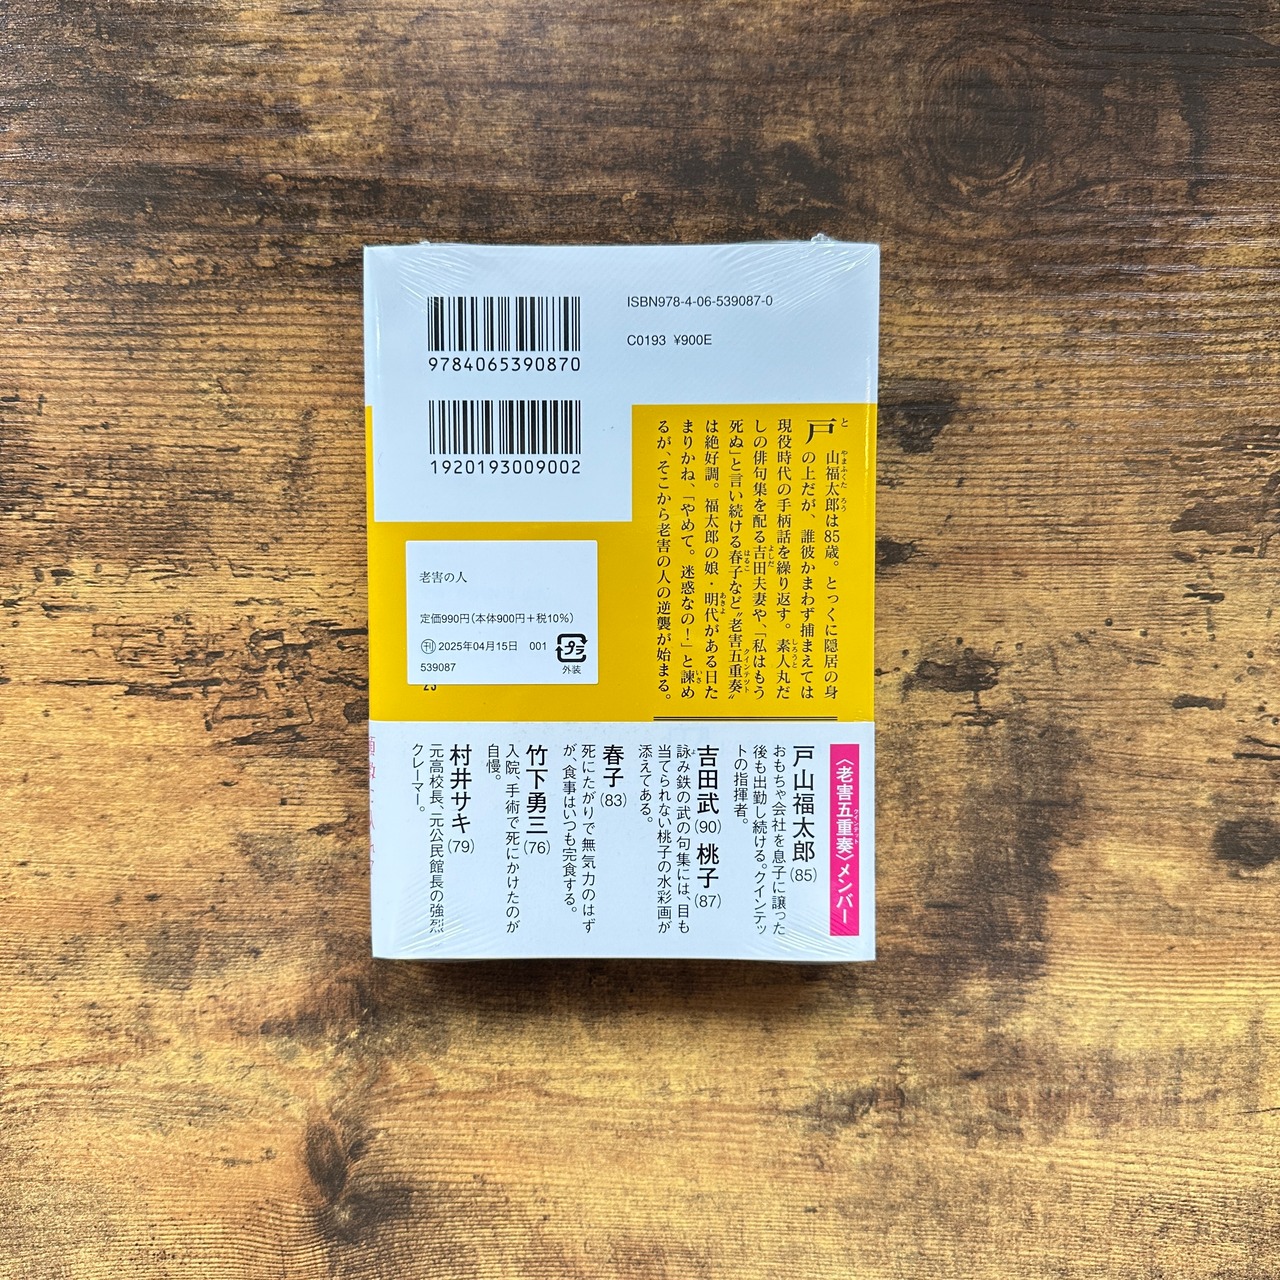 9784065390870
1920193009002
ISBN978-4-06-539087-0
C0193 ¥900E
戸山福太郎は85歳。とっくに隠居の身
の上だが、誰彼かまわず捕まえては
現役時代の手柄話を繰り返す。素人丸だ
しの俳句集を配る吉田夫妻や、「私はもう
死ぬ」と言い続ける春子など〝老害五重奏〟
は絶好調。福太郎の娘・明代がある日た
まりかね、「やめて。迷惑なの!」と諫め
るが、そこから老害の人の逆襲が始まる。
老害の人
定価990円(本体900円+税10%)
刊 2025年04月15日 001
539087
プラ
外装
〈老害五重奏〉メンバー
クインテット
戸山福太郎(85)
おもちゃ会社を息子に譲った
後も出勤し続ける。クインテッ
トの指揮者。
吉田武(90) 桃子(87)
詠み鉄の武の句集には、目も
当てられない桃子の水彩画が
添えてある。
春子(83)
死にたがりで無気力のはず
が、食事はいつも完食する。
竹下勇三(76)
入院、手術で死にかけたのが
自慢。
村井サキ(79)
元高校長、元公民館長の強烈
クレーマー。